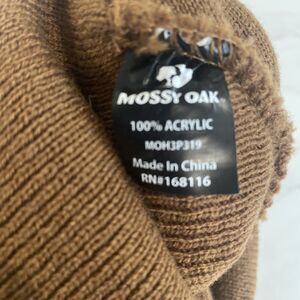 MOSSY OAK
100% ACRYLIC
MOH3P319
Made In China
RN#168116